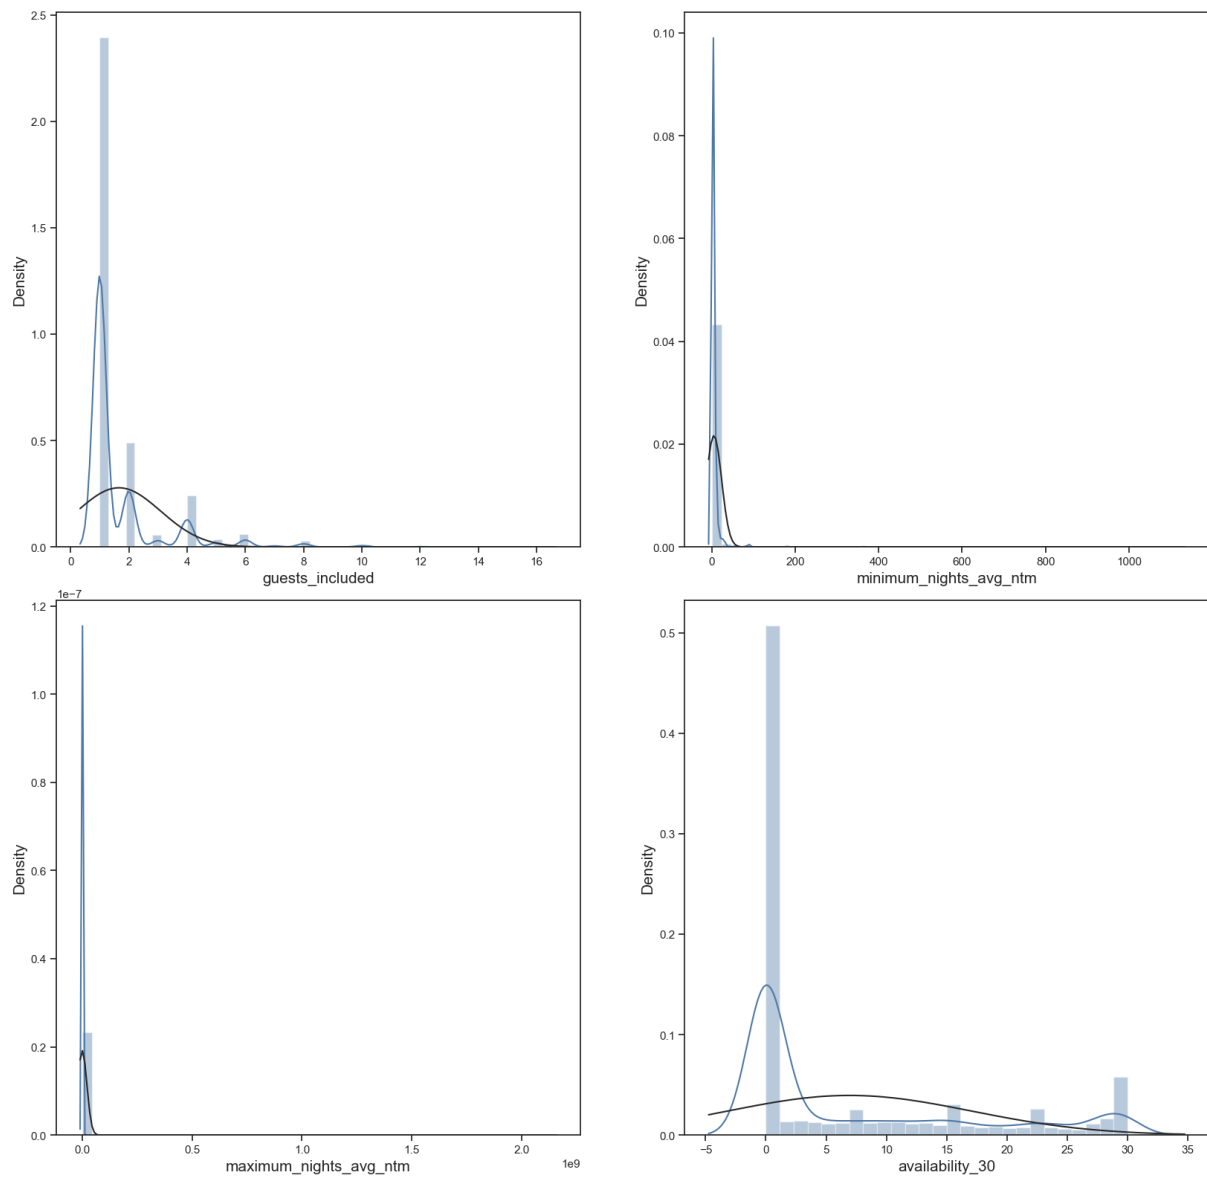 2.5
2.0
1.5
1.0
0.5
0.0
Density
0 2 4 6 8 10 12 14 16
guests_included
0.10
0.08
0.06
0.04
0.02
0.00
Density
0 200 400 600 800 1000
minimum_nights_avg_ntm
1e−7
1.2
1.0
0.8
0.6
0.4
0.2
0.0
Density
0.0 0.5 1.0 1.5 2.0
maximum_nights_avg_ntm
1e9
0.5
0.4
0.3
0.2
0.1
0.0
Density
−5 0 5 10 15 20 25 30 35
availability_30